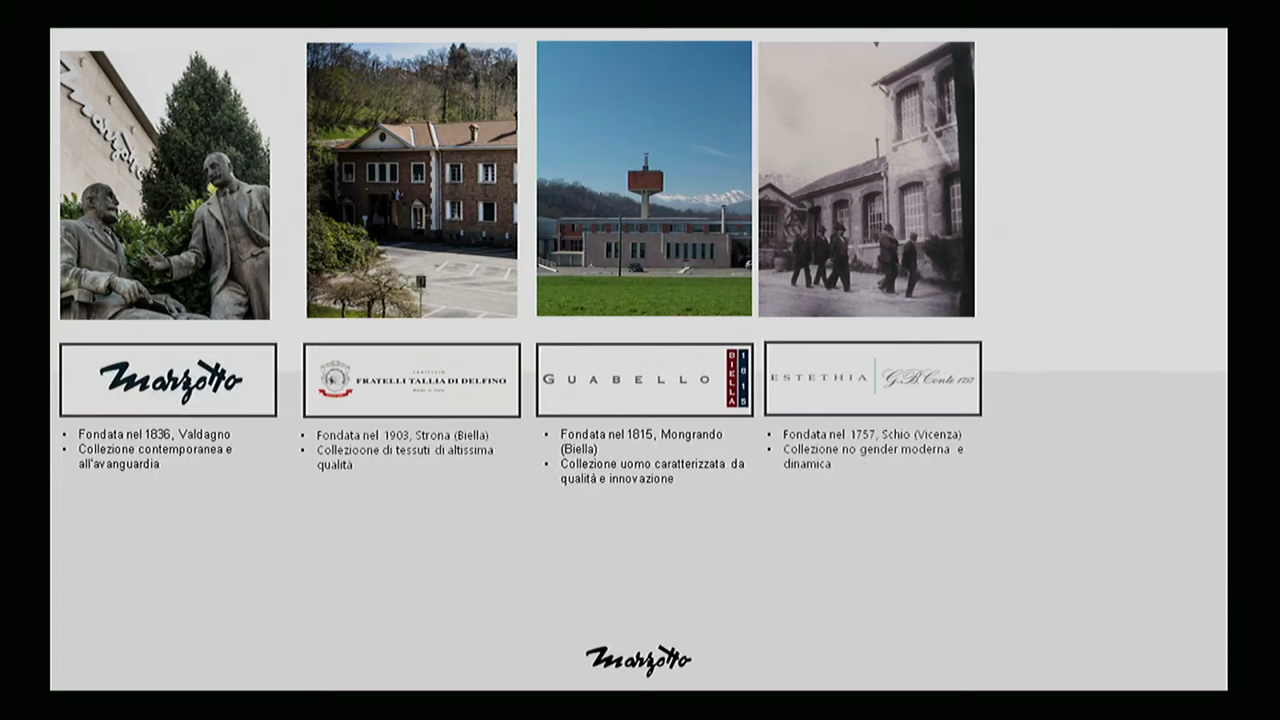 Marzotto
Marzotto
LANIFICIO
FRATELLI TALLIA DI DELFINO
MADE IN ITALY
GUABELLO
BIELLA
1815
ESTETHIA
G.B. Conte 1757
• Fondata nel 1836, Valdagno
• Collezione contemporanea e
all'avanguardia
• Fondata nel 1903, Strona (Biella)
• Collezioone di tessuti di altissima
qualità
• Fondata nel 1815, Mongrando
(Biella)
• Collezione uomo caratterizzata da
qualità e innovazione
• Fondata nel 1757, Schio (Vicenza)
• Collezione no gender moderna e
dinamica
Marzotto